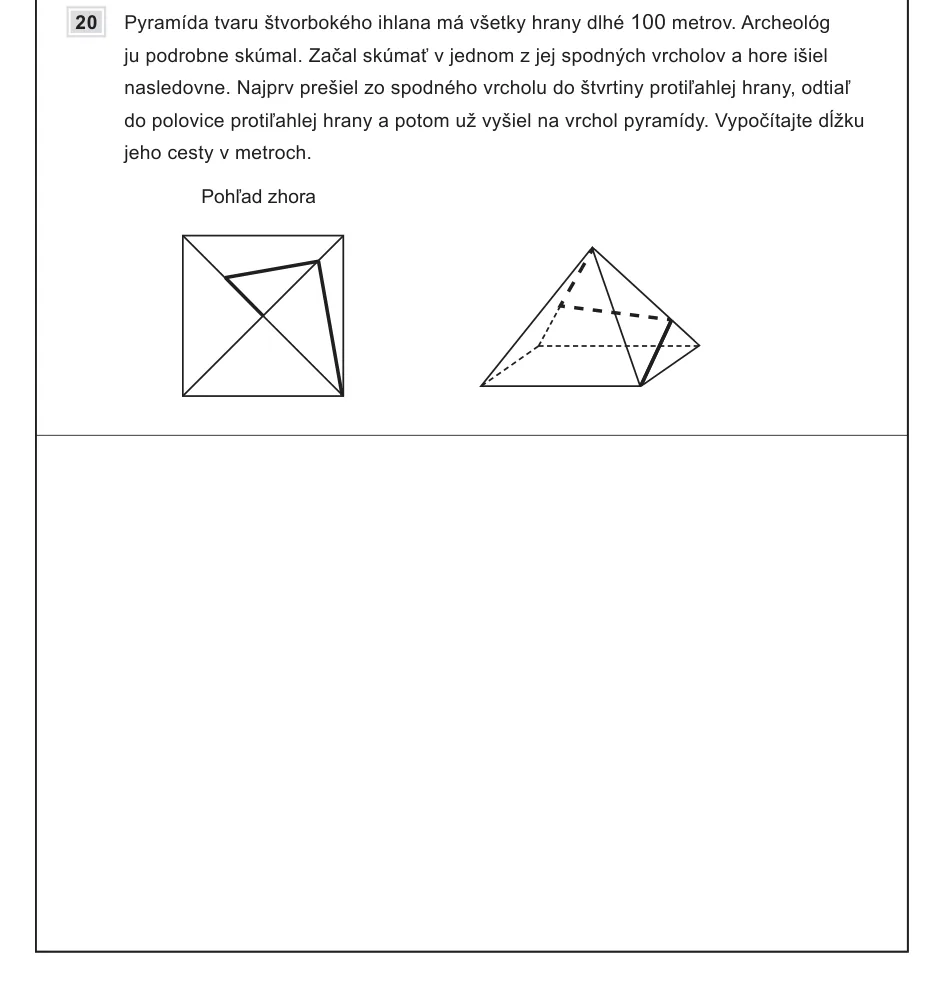 20 Pyramída tvaru štvorbokého ihlana má všetky hrany dlhé 100 metrov. Archeológ
ju podrobne skúmal. Začal skúmať v jednom z jej spodných vrcholov a hore išiel
nasledovne. Najprv prešiel zo spodného vrcholu do štvrtiny protiľahlej hrany, odtiaľ
do polovice protiľahlej hrany a potom už vyšiel na vrchol pyramídy. Vypočítajte dĺžku
jeho cesty v metroch.
Pohľad zhora